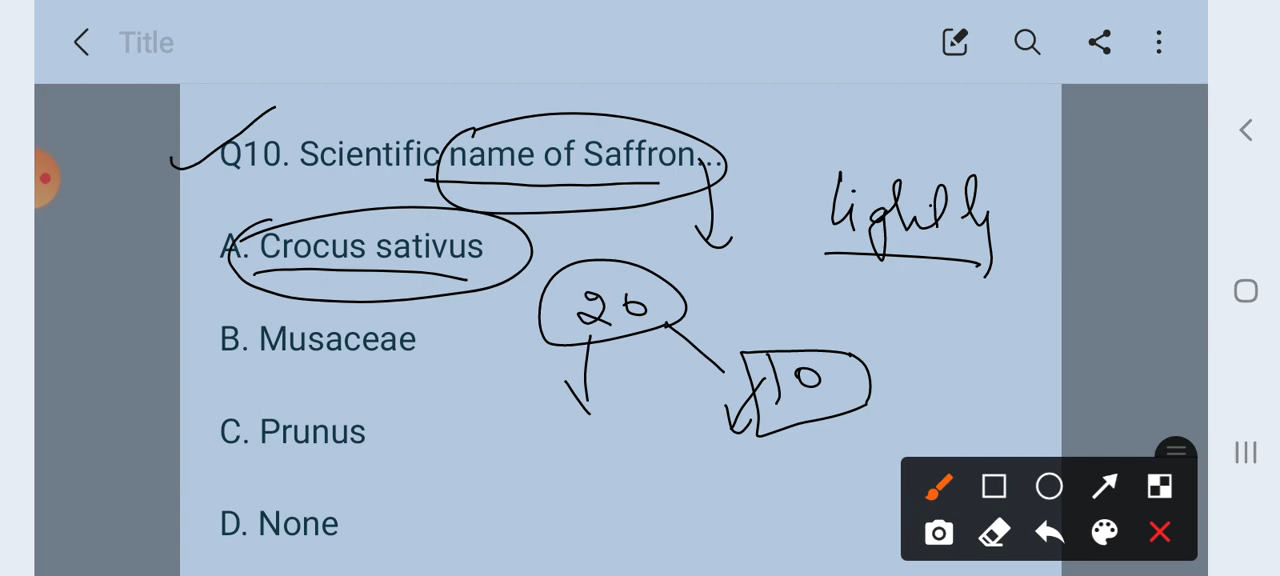 Title
Q10. Scientific name of Saffron...
lightly
A. Crocus sativus
20
B. Musaceae
10
C. Prunus
D. None